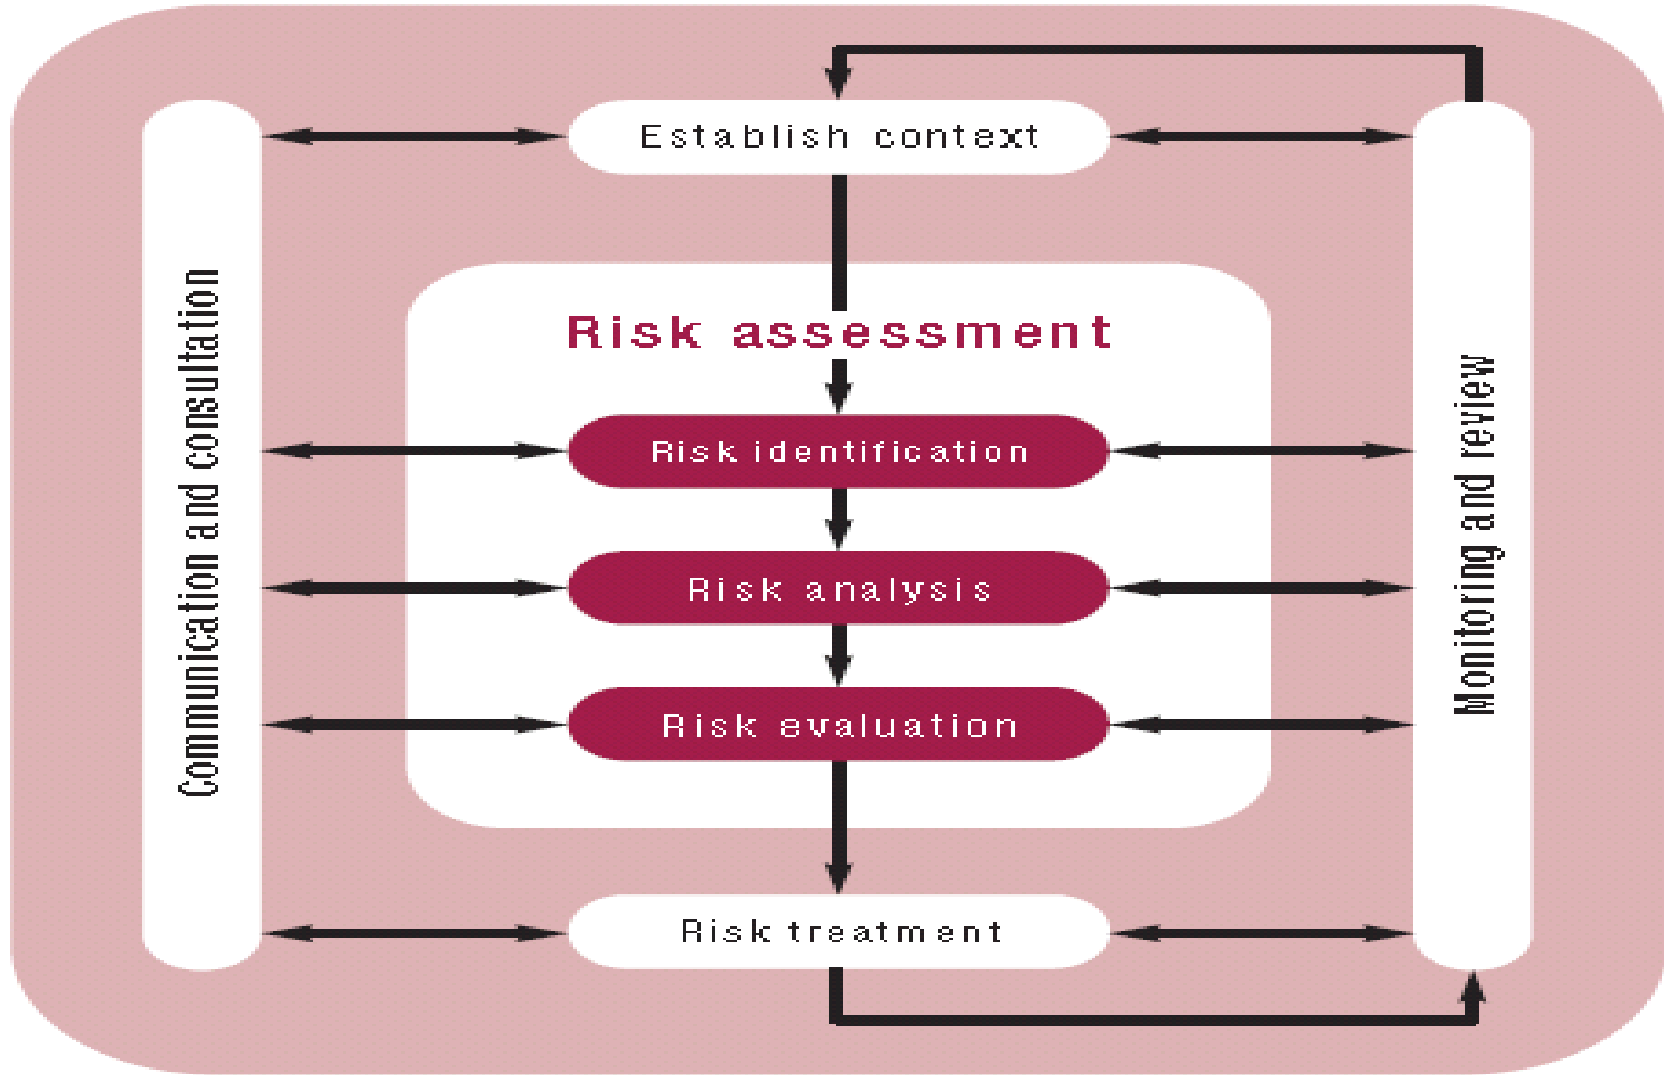 Establish context
Communication and consultation
Risk assessment
Risk identification
Risk analysis
Risk evaluation
Monitoring and review
Risk treatment